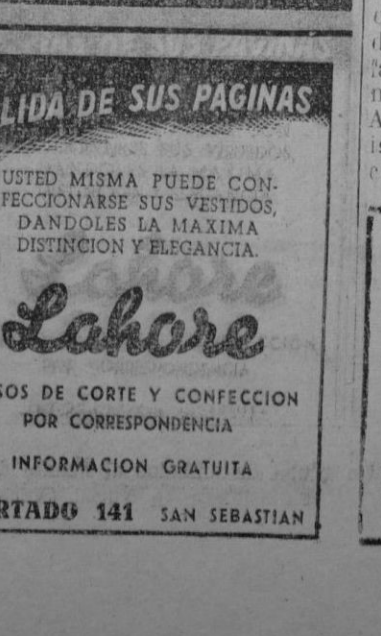 LIDA DE SUS PAGINAS
USTED MISMA PUEDE CON-
FECCIONARSE SUS VESTIDOS,
DANDOLES LA MAXIMA
DISTINCION Y ELEGANCIA.
Lahore
SOS DE CORTE Y CONFECCION
POR CORRESPONDENCIA
INFORMACION GRATUITA
RTADO 141 SAN SEBASTIAN